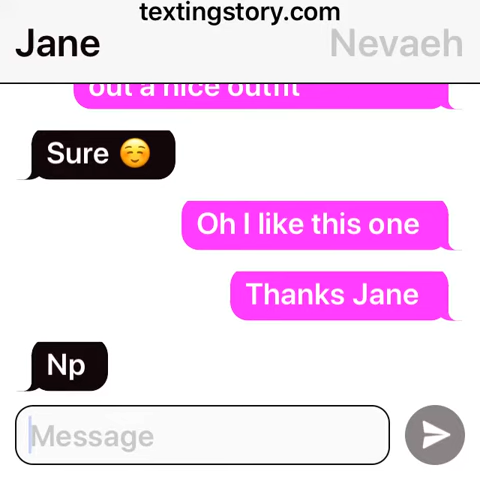 textingstory.com
Jane
Nevaeh
out a nice outfit
Sure ☺️
Oh I like this one
Thanks Jane
Np
Message